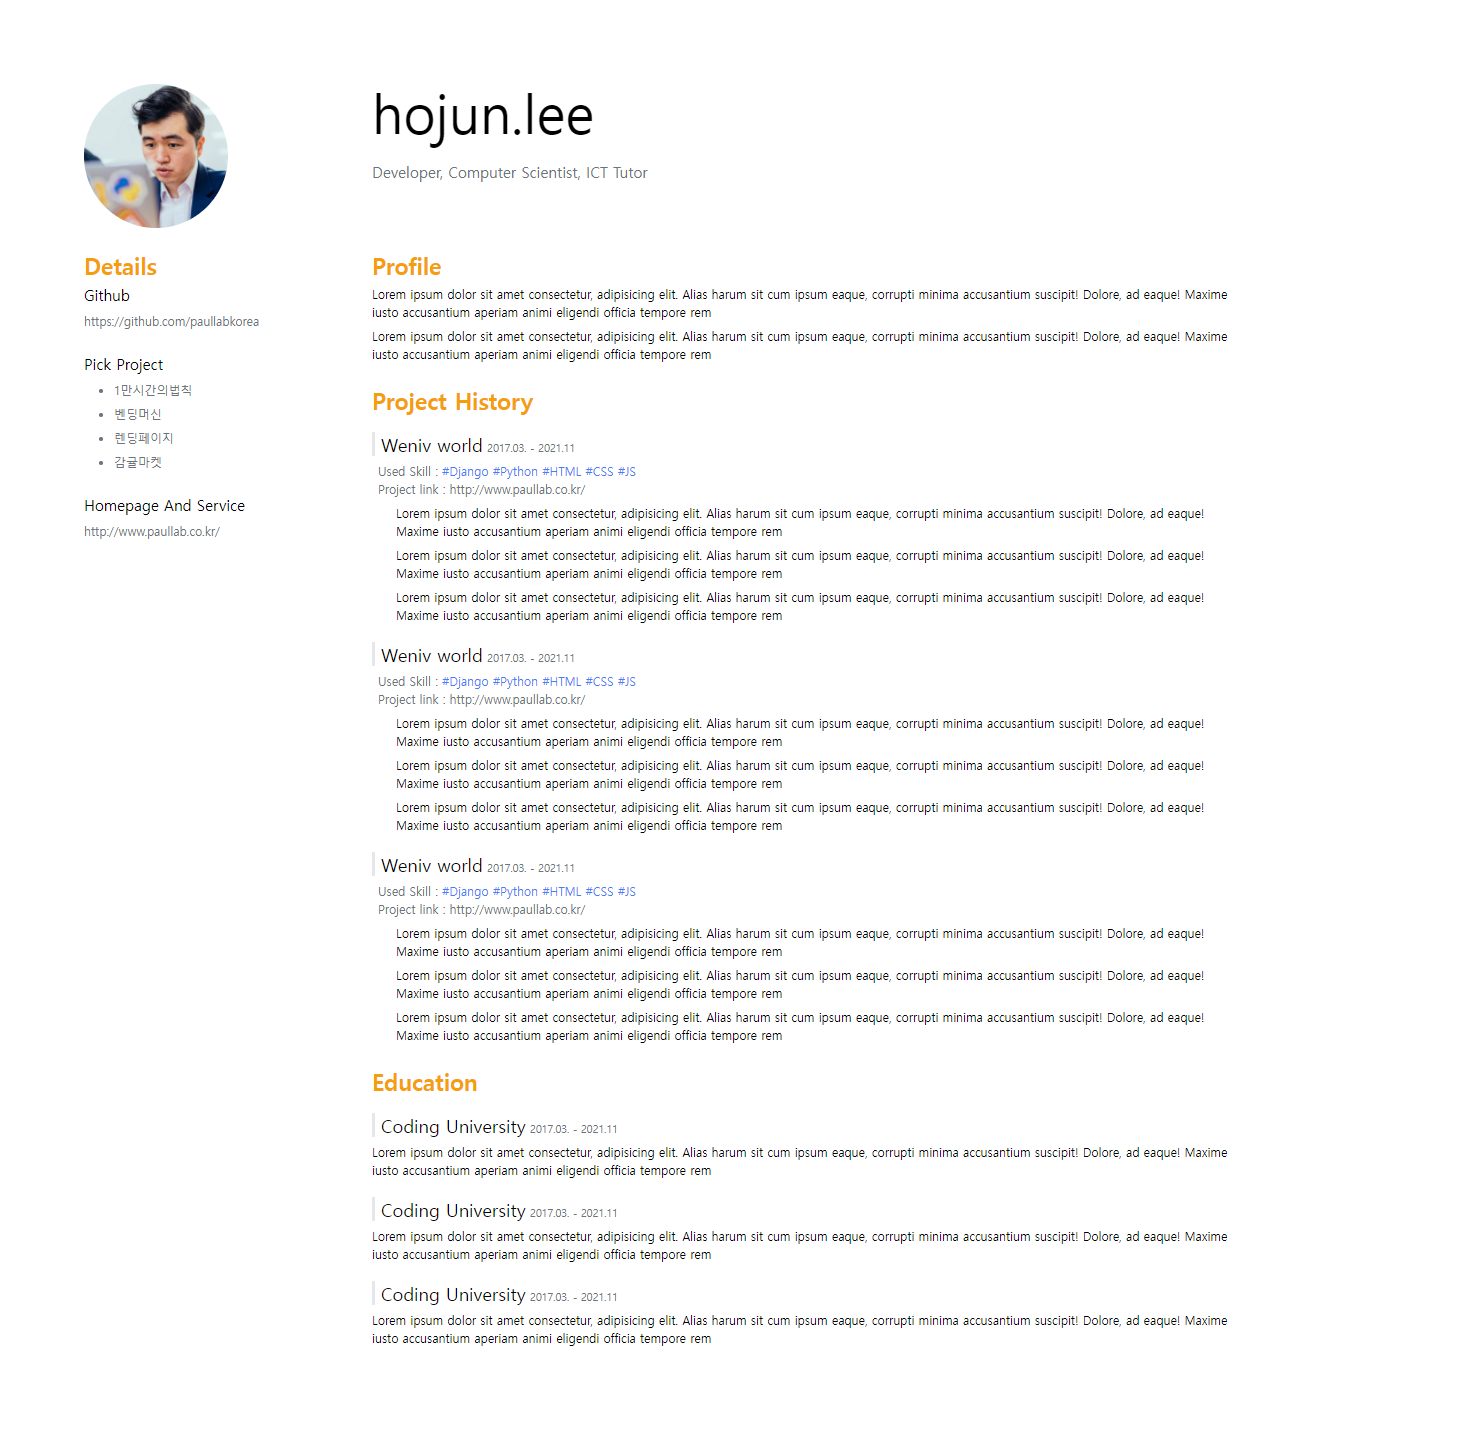 hojun.lee
Developer, Computer Scientist, ICT Tutor
Details
Github
https://github.com/paullabkorea
Pick Project
1만시간의법칙
벤딩머신
렌딩페이지
감귤마켓
Homepage And Service
http://www.paullab.co.kr/
Profile
Lorem ipsum dolor sit amet consectetur, adipisicing elit. Alias harum sit cum ipsum eaque, corrupti minima accusantium suscipit! Dolore, ad eaque! Maxime
iusto accusantium aperiam animi eligendi officia tempore rem
Lorem ipsum dolor sit amet consectetur, adipisicing elit. Alias harum sit cum ipsum eaque, corrupti minima accusantium suscipit! Dolore, ad eaque! Maxime
iusto accusantium aperiam animi eligendi officia tempore rem
Project History
Weniv world 2017.03. - 2021.11
Used Skill : #Django #Python #HTML #CSS #JS
Project link : http://www.paullab.co.kr/
Lorem ipsum dolor sit amet consectetur, adipisicing elit. Alias harum sit cum ipsum eaque, corrupti minima accusantium suscipit! Dolore, ad eaque!
Maxime iusto accusantium aperiam animi eligendi officia tempore rem
Lorem ipsum dolor sit amet consectetur, adipisicing elit. Alias harum sit cum ipsum eaque, corrupti minima accusantium suscipit! Dolore, ad eaque!
Maxime iusto accusantium aperiam animi eligendi officia tempore rem
Lorem ipsum dolor sit amet consectetur, adipisicing elit. Alias harum sit cum ipsum eaque, corrupti minima accusantium suscipit! Dolore, ad eaque!
Maxime iusto accusantium aperiam animi eligendi officia tempore rem
Weniv world 2017.03. - 2021.11
Used Skill : #Django #Python #HTML #CSS #JS
Project link : http://www.paullab.co.kr/
Lorem ipsum dolor sit amet consectetur, adipisicing elit. Alias harum sit cum ipsum eaque, corrupti minima accusantium suscipit! Dolore, ad eaque!
Maxime iusto accusantium aperiam animi eligendi officia tempore rem
Lorem ipsum dolor sit amet consectetur, adipisicing elit. Alias harum sit cum ipsum eaque, corrupti minima accusantium suscipit! Dolore, ad eaque!
Maxime iusto accusantium aperiam animi eligendi officia tempore rem
Lorem ipsum dolor sit amet consectetur, adipisicing elit. Alias harum sit cum ipsum eaque, corrupti minima accusantium suscipit! Dolore, ad eaque!
Maxime iusto accusantium aperiam animi eligendi officia tempore rem
Weniv world 2017.03. - 2021.11
Used Skill : #Django #Python #HTML #CSS #JS
Project link : http://www.paullab.co.kr/
Lorem ipsum dolor sit amet consectetur, adipisicing elit. Alias harum sit cum ipsum eaque, corrupti minima accusantium suscipit! Dolore, ad eaque!
Maxime iusto accusantium aperiam animi eligendi officia tempore rem
Lorem ipsum dolor sit amet consectetur, adipisicing elit. Alias harum sit cum ipsum eaque, corrupti minima accusantium suscipit! Dolore, ad eaque!
Maxime iusto accusantium aperiam animi eligendi officia tempore rem
Lorem ipsum dolor sit amet consectetur, adipisicing elit. Alias harum sit cum ipsum eaque, corrupti minima accusantium suscipit! Dolore, ad eaque!
Maxime iusto accusantium aperiam animi eligendi officia tempore rem
Education
Coding University 2017.03. - 2021.11
Lorem ipsum dolor sit amet consectetur, adipisicing elit. Alias harum sit cum ipsum eaque, corrupti minima accusantium suscipit! Dolore, ad eaque! Maxime
iusto accusantium aperiam animi eligendi officia tempore rem
Coding University 2017.03. - 2021.11
Lorem ipsum dolor sit amet consectetur, adipisicing elit. Alias harum sit cum ipsum eaque, corrupti minima accusantium suscipit! Dolore, ad eaque! Maxime
iusto accusantium aperiam animi eligendi officia tempore rem
Coding University 2017.03. - 2021.11
Lorem ipsum dolor sit amet consectetur, adipisicing elit. Alias harum sit cum ipsum eaque, corrupti minima accusantium suscipit! Dolore, ad eaque! Maxime
iusto accusantium aperiam animi eligendi officia tempore rem